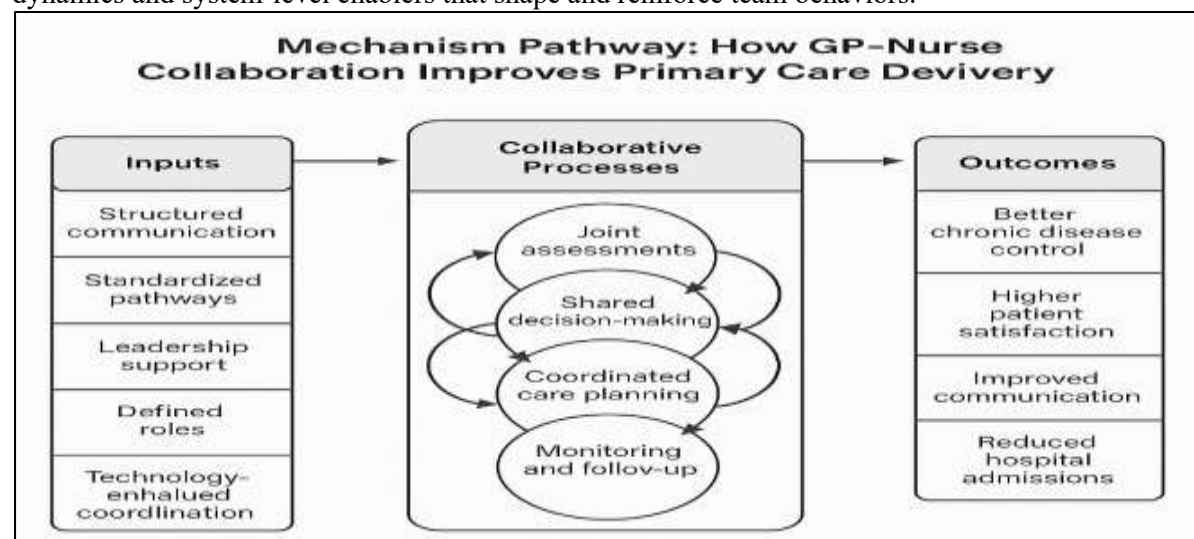 dynamics and system-level enablers that shape and reinforce team behaviors.
Mechanism Pathway: How GP–Nurse
Collaboration Improves Primary Care Devivery
Inputs
Structured
communication
Standardized
pathways
Leadership
support
Defined
roles
Technology-
enhalued
coordlination
Collaborative
Processes
Joint
assessments
Shared
decision-making
Coordinated
care planning
Monitoring
and follov-up
Outcomes
Better
chronic disease
control
Higher
patient
satisfaction
Improved
communication
Reduced
hospital
admissions